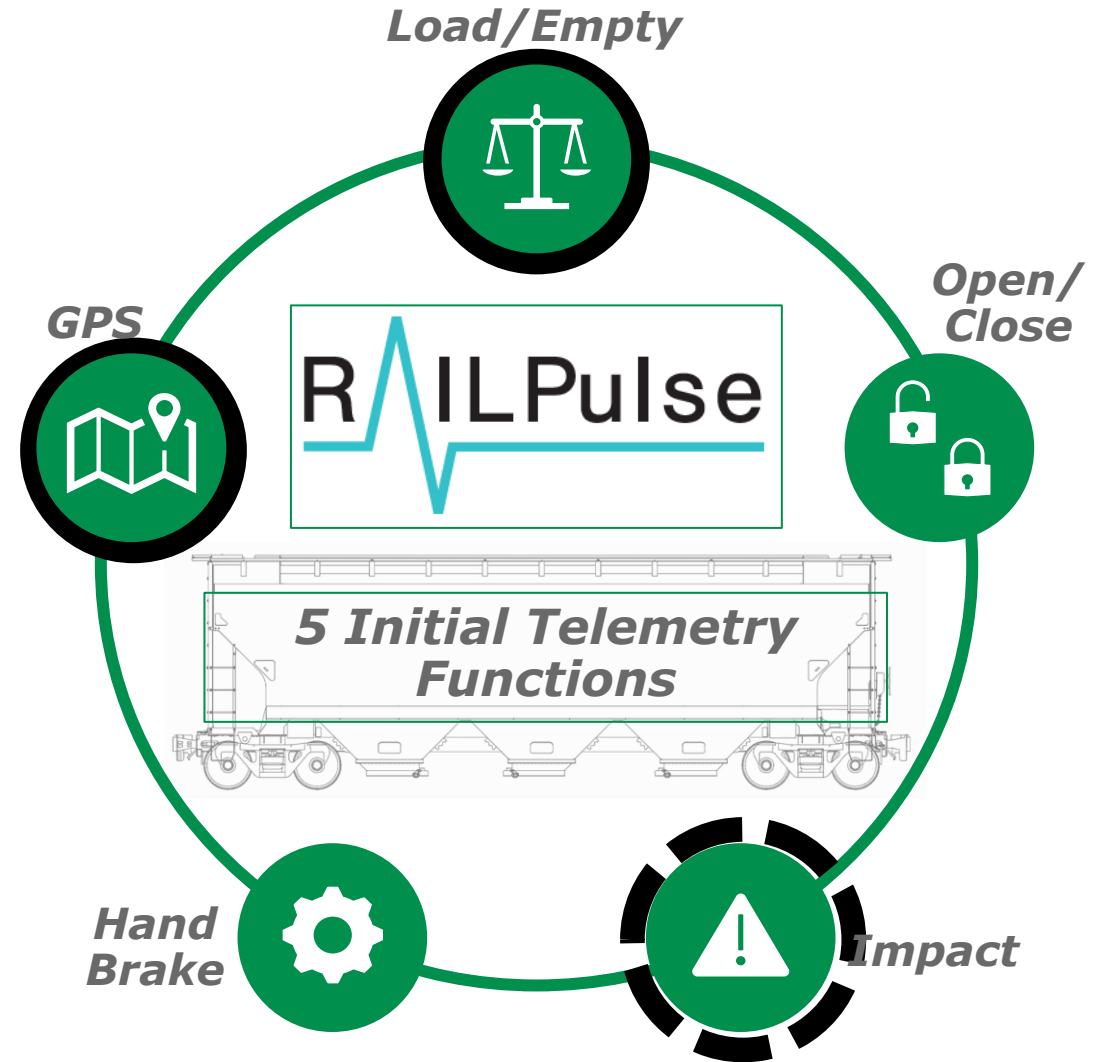 Load/Empty
Open/
Close
GPS
RAILPulse
5 Initial Telemetry
Functions
Hand
Brake
Impact